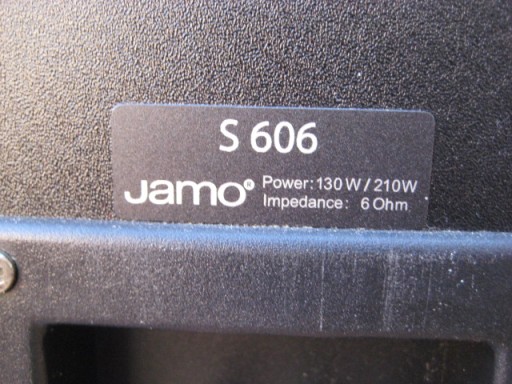 S 606
Jamo® Power: 130 W / 210W
Impedance: 6 Ohm